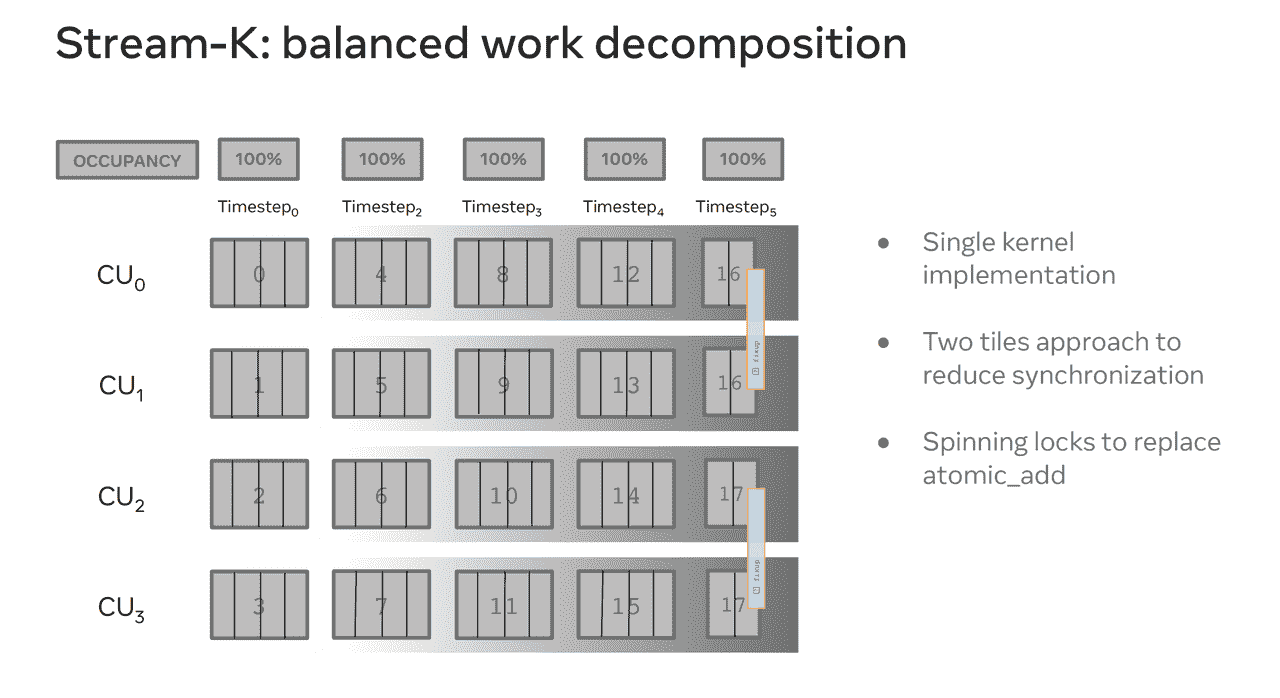 Stream-K: balanced work decomposition
OCCUPANCY 100% 100% 100% 100% 100%
Timestep0 Timestep2 Timestep3 Timestep4 Timestep5
CU0 0 4 8 12 16
CU1 1 5 9 13 16
CU2 2 6 10 14 17
CU3 3 7 11 15 17
fixup
fixup
● Single kernel
implementation
● Two tiles approach to
reduce synchronization
● Spinning locks to replace
atomic_add